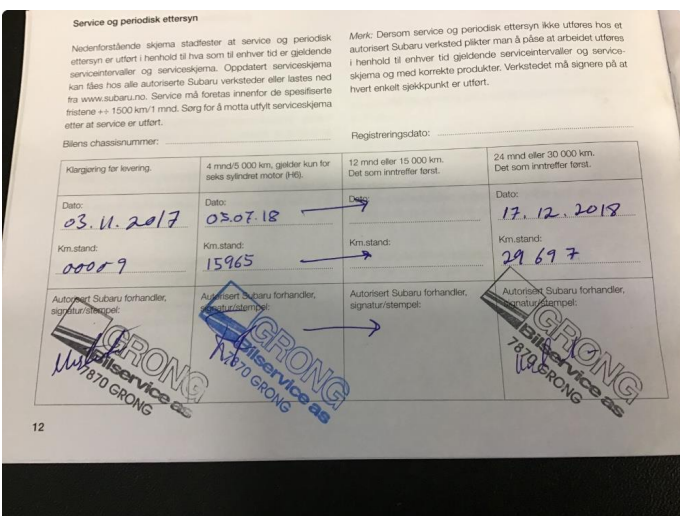 Service og periodisk ettersyn
Nedenforstående skjema stadfester at service og periodisk
ettersyn er utført i henhold til hva som til enhver tid er gjeldende
serviceintervaller og serviceskjema. Oppdatert serviceskjema
kan fåes hos alle autoriserte Subaru verksteder eller lastes ned
fra www.subaru.no. Service må foretas innenfor de spesifiserte
fristene +÷ 1500 km/1 mnd. Sørg for å motta utfylt serviceskjema
etter at service er utført.
Merk: Dersom service og periodisk ettersyn ikke utføres hos et
autorisert Subaru verksted plikter man å påse at arbeidet utføres
i henhold til enhver tid gjeldende serviceintervaller og service-
skjema og med korrekte produkter. Verkstedet må signere på at
hvert enkelt sjekkpunkt er utført.
Bilens chassisnummer:
Registreringsdato:
Klargjøring før levering.
4 mnd/5 000 km, gjelder kun for
seks sylindret motor (H6).
12 mnd eller 15 000 km.
Det som inntreffer først.
24 mnd eller 30 000 km.
Det som inntreffer først.
Dato:
03.11.2017
Dato:
05.07.18
Dato:
Dato:
17.12.2018
Km.stand:
00009
Km.stand:
15965
Km.stand:
Km.stand:
29697
Autorisert Subaru forhandler,
signatur/stempel:
GRONG
Bilservice as
7870 GRONG
Autorisert Subaru forhandler,
signatur/stempel:
GRONG
Bilservice as
7870 GRONG
Autorisert Subaru forhandler,
signatur/stempel:
Autorisert Subaru forhandler,
signatur/stempel:
GRONG
Bilservice as
7870 GRONG
12